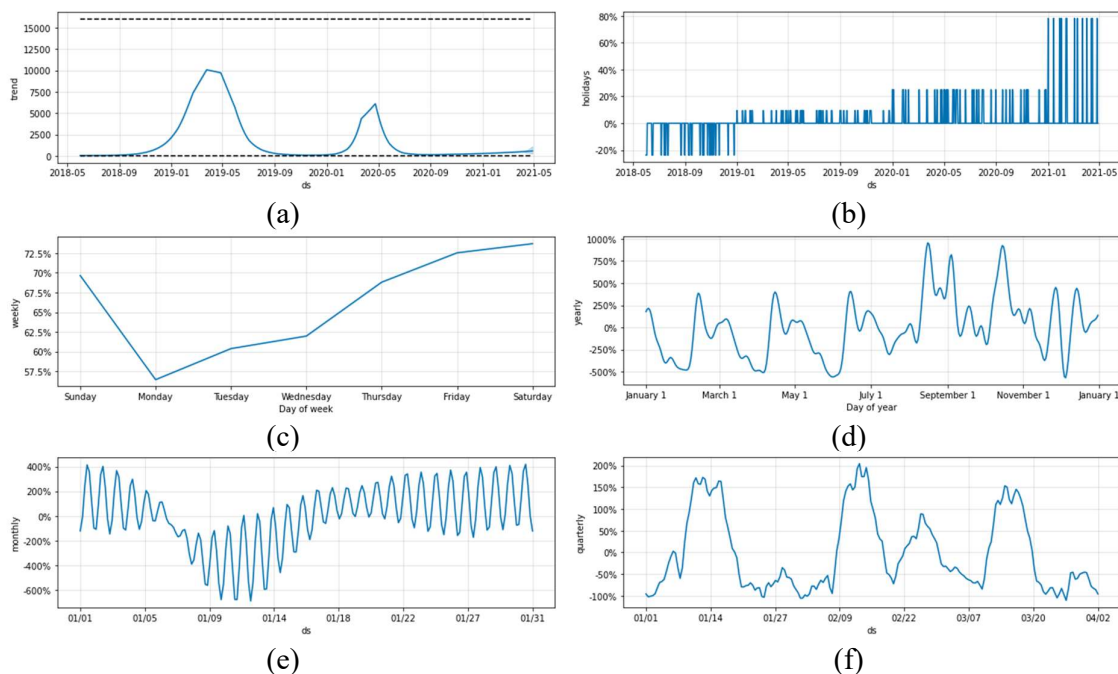 15000
12500
10000
7500
5000
2500
0
trend
2018-05 2018-09 2019-01 2019-05 2019-09 2020-01 2020-05 2020-09 2021-01 2021-05
ds
(a)
80%
60%
40%
20%
0%
-20%
holidays
2018-05 2018-09 2019-01 2019-05 2019-09 2020-01 2020-05 2020-09 2021-01 2021-05
ds
(b)
72.5%
70%
67.5%
65%
62.5%
60%
57.5%
weekly
Sunday Monday Tuesday Wednesday Thursday Friday Saturday
Day of week
(c)
1000%
750%
500%
250%
0%
-250%
-500%
yearly
January 1 March 1 May 1 July 1 September 1 November 1 January 1
Day of year
(d)
400%
200%
0%
-200%
-400%
-600%
monthly
01/01 01/05 01/09 01/14 01/18 01/22 01/27 01/31
ds
(e)
200%
150%
100%
50%
0%
-50%
-100%
quarterly
01/01 01/14 01/27 02/09 02/22 03/07 03/20 04/02
ds
(f)